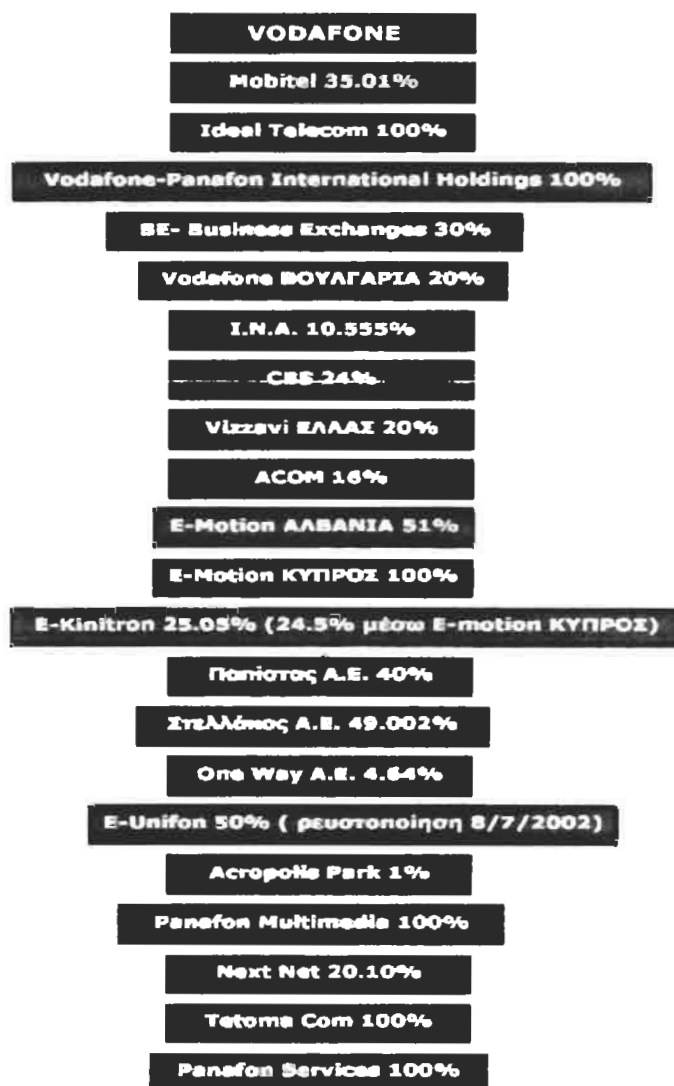 VODAFONE
Mobitel 35.01%
Ideal Telecom 100%
Vodafone-Panafon International Holdings 100%
BE- Business Exchanges 30%
Vodafone ΒΟΥΛΓΑΡΙΑ 20%
I.N.A. 10.555%
CBS 24%
Vizzavi ΕΛΛΑΣ 20%
ACOM 16%
E-Motion ΑΛΒΑΝΙΑ 51%
E-Motion ΚΥΠΡΟΣ 100%
E-Kinitron 25.05% (24.5% μέσω E-motion ΚΥΠΡΟΣ)
Παπίστας Α.Ε. 40%
Στελλάκος Α.Ε. 49.002%
One Way A.E. 4.64%
E-Unifon 50% ( ρευστοποίηση 8/7/2002)
Acropolis Park 1%
Panafon Multimedia 100%
Next Net 20.10%
Tetoma Com 100%
Panafon Services 100%